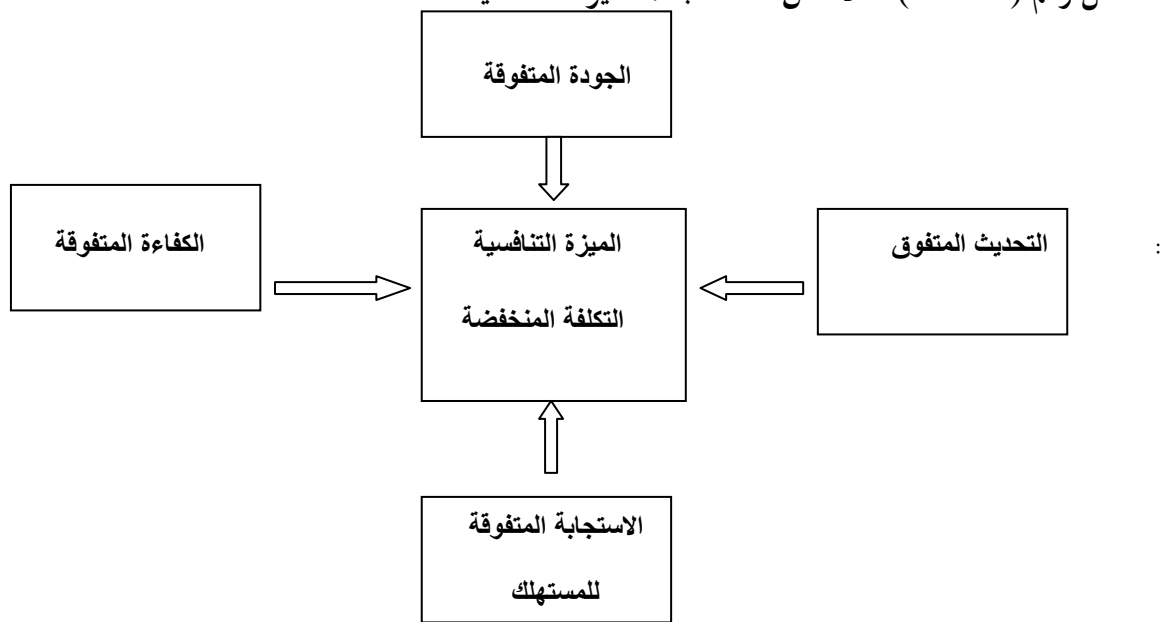 الجودة المتفوقة
الكفاءة المتفوقة
الميزة التنافسية
التكلفة المنخفضة
التحديث المتفوق
:
الاستجابة المتفوقة
للمستهلك